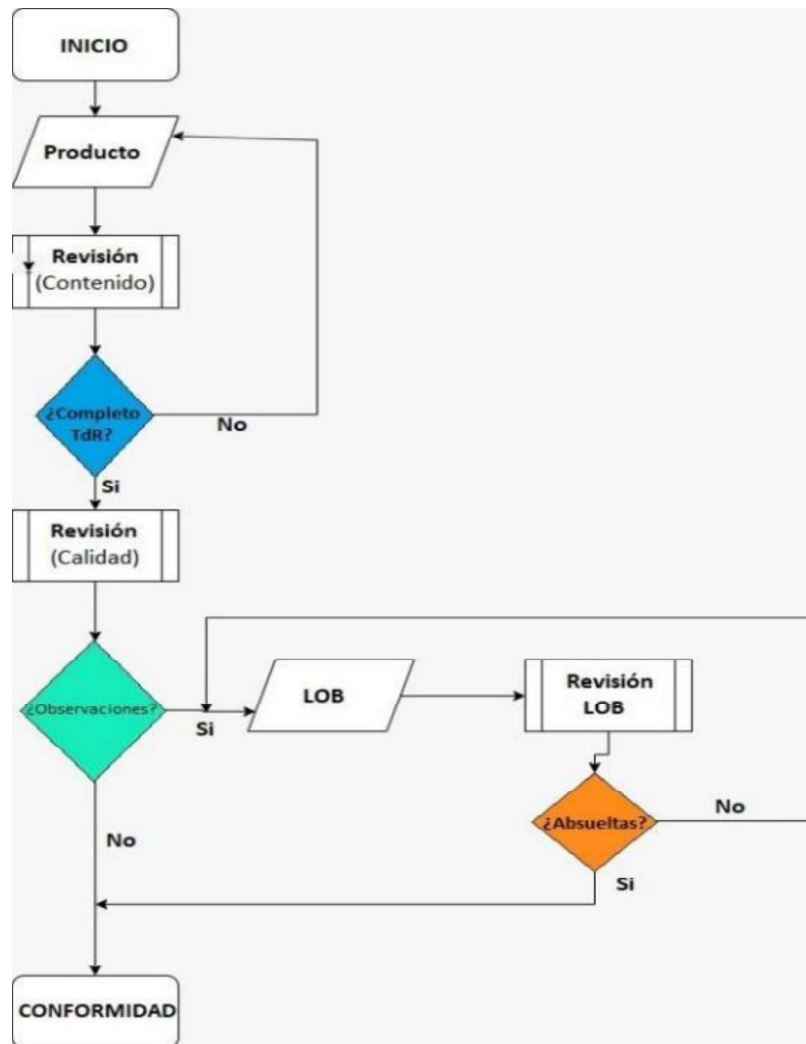 INICIO
Producto
Revisión
(Contenido)
¿Completo
TdR?
No
Si
Revisión
(Calidad)
¿Observaciones?
Si
LOB
Revisión
LOB
¿Absueltas?
No
No
Si
CONFORMIDAD